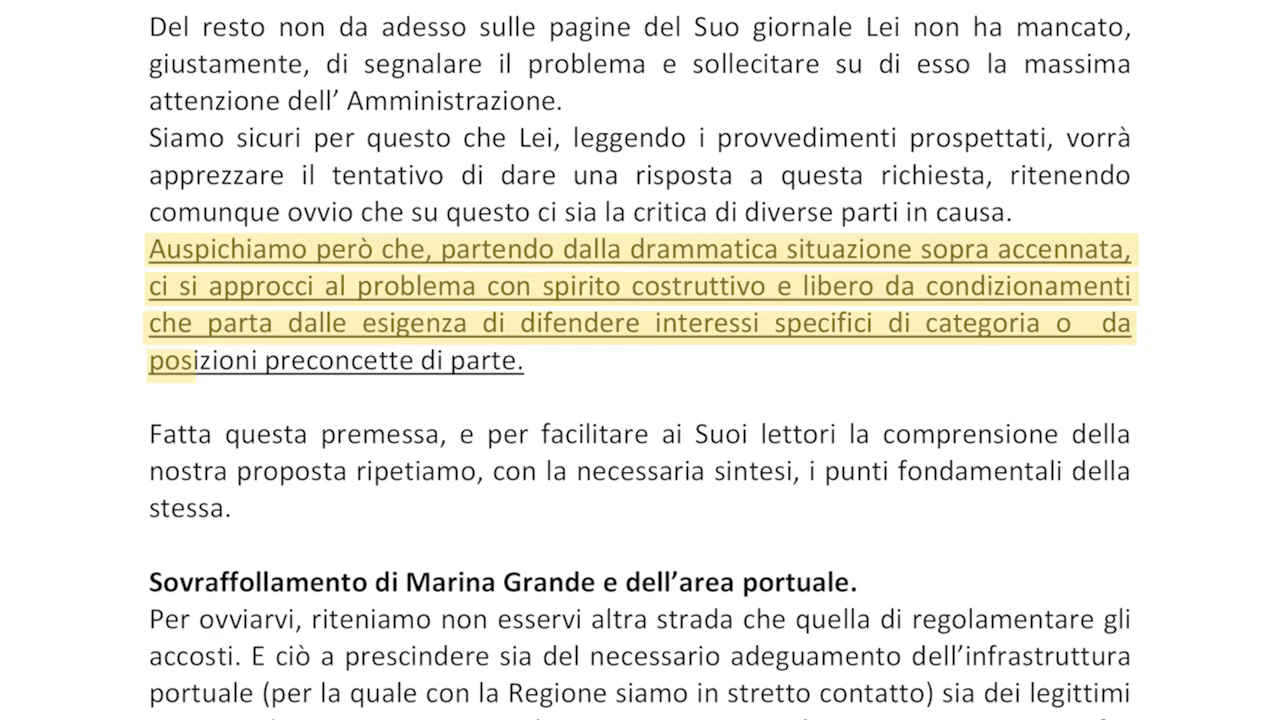 Del resto non da adesso sulle pagine del Suo giornale Lei non ha mancato,
giustamente, di segnalare il problema e sollecitare su di esso la massima
attenzione dell’ Amministrazione.
Siamo sicuri per questo che Lei, leggendo i provvedimenti prospettati, vorrà
apprezzare il tentativo di dare una risposta a questa richiesta, ritenendo
comunque ovvio che su questo ci sia la critica di diverse parti in causa.
Auspichiamo però che, partendo dalla drammatica situazione sopra accennata,
ci si approcci al problema con spirito costruttivo e libero da condizionamenti
che parta dalle esigenza di difendere interessi specifici di categoria o da
posizioni preconcette di parte.
Fatta questa premessa, e per facilitare ai Suoi lettori la comprensione della
nostra proposta ripetiamo, con la necessaria sintesi, i punti fondamentali della
stessa.
Sovraffollamento di Marina Grande e dell’area portuale.
Per ovviarvi, riteniamo non esservi altra strada che quella di regolamentare gli
accosti. E ciò a prescindere sia del necessario adeguamento dell’infrastruttura
portuale (per la quale con la Regione siamo in stretto contatto) sia dei legittimi